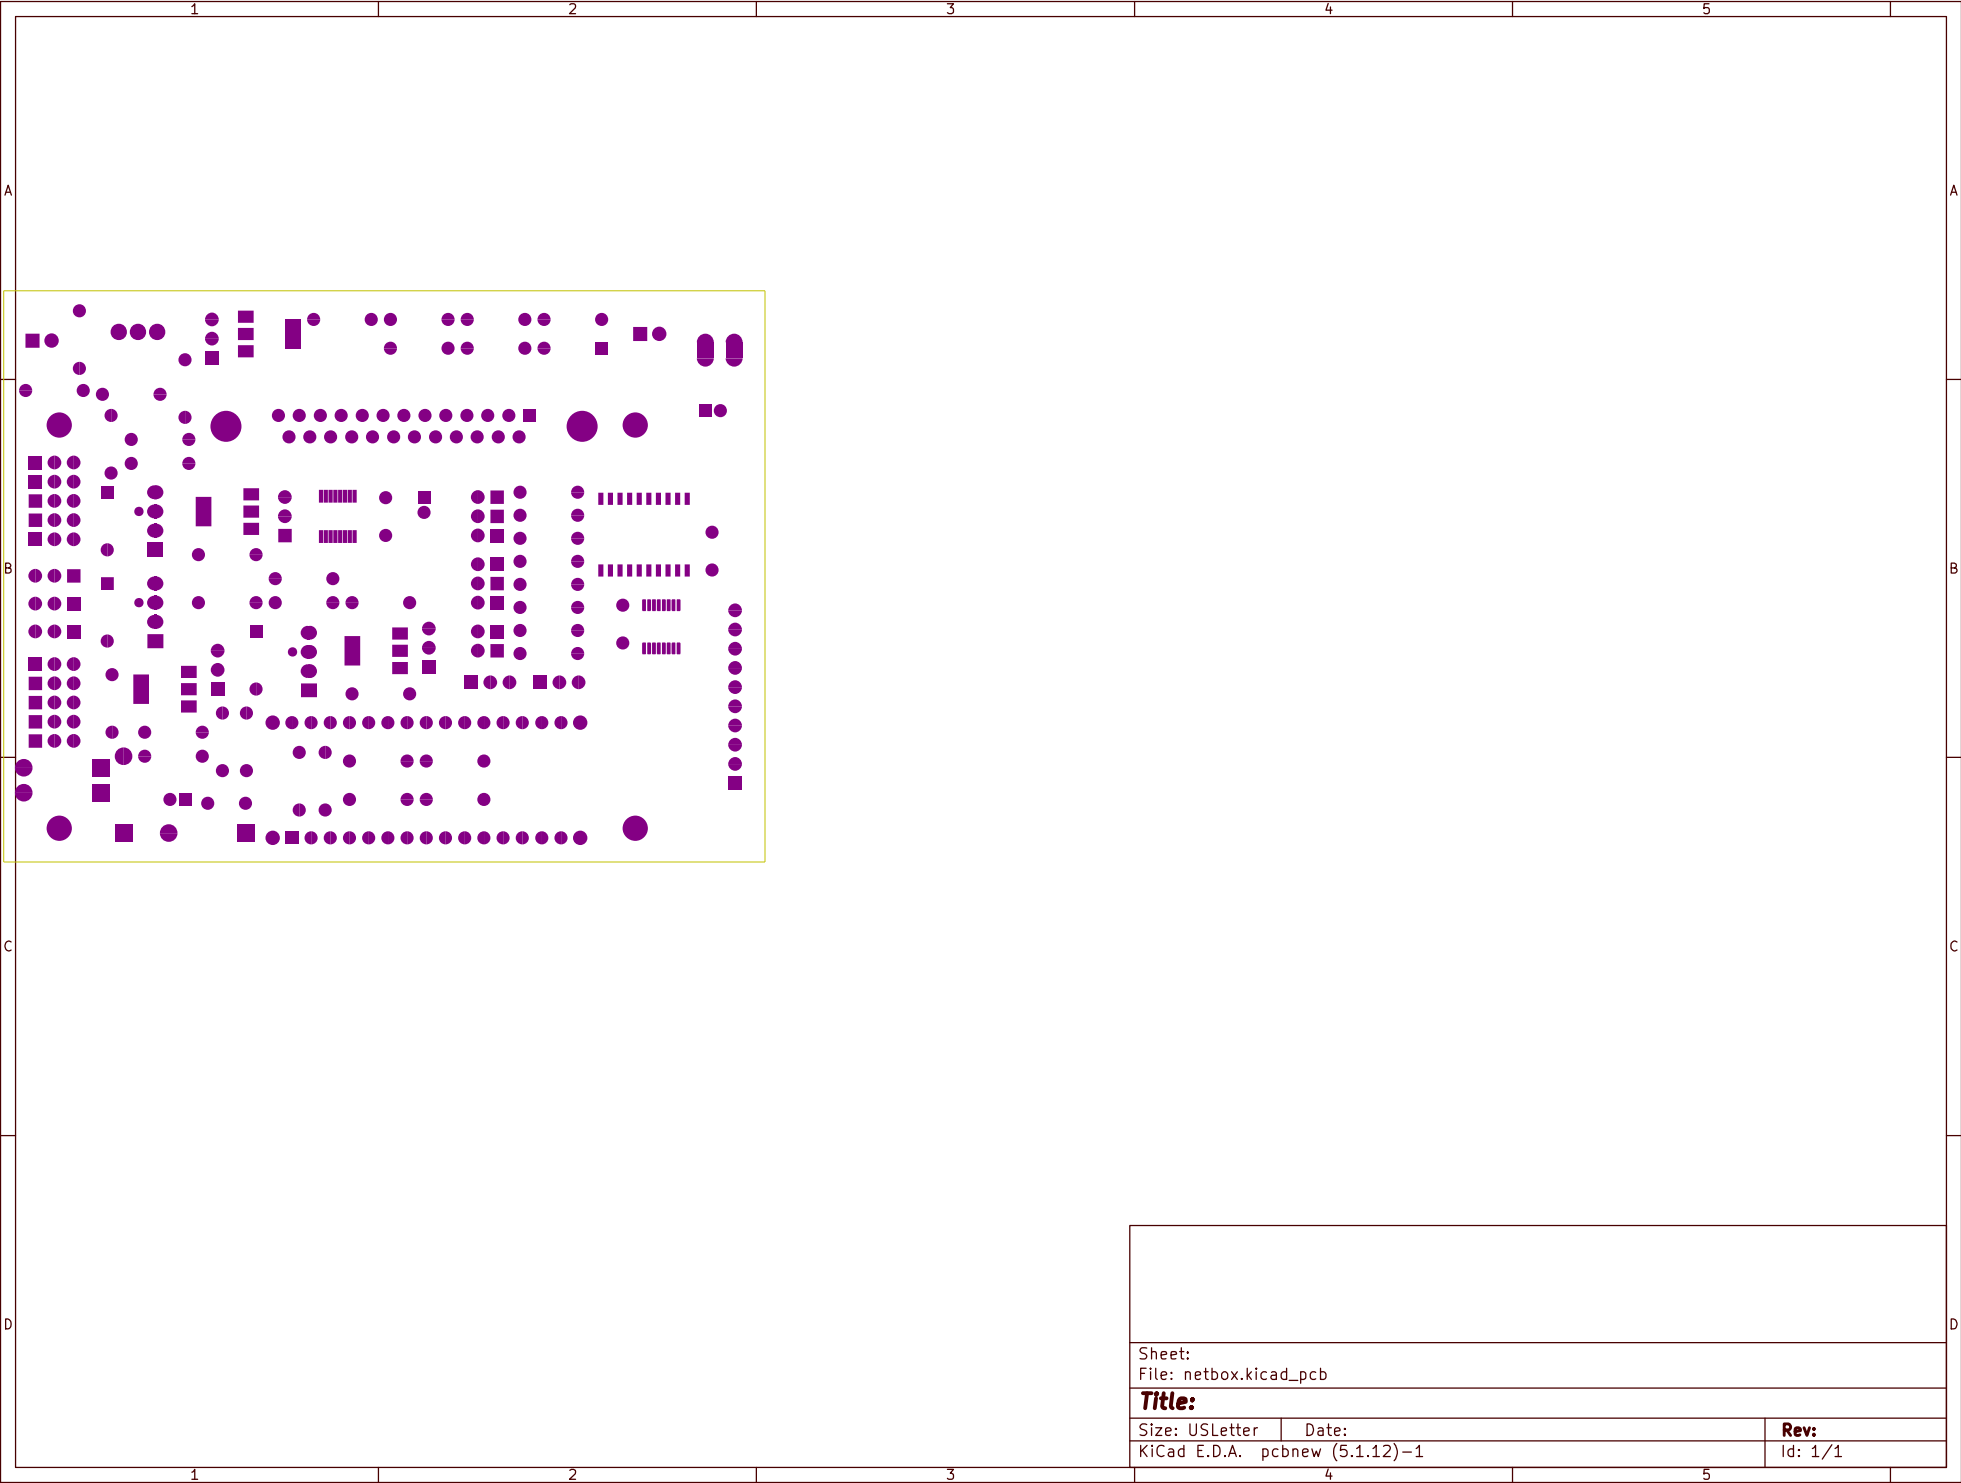 1 2 3 4 5
A A
B B
C C
D D
Sheet:
File: netbox.kicad_pcb
Title:
Size: USLetter Date: Rev:
KiCad E.D.A. pcbnew (5.1.12)-1 Id: 1/1
1 2 3 4 5